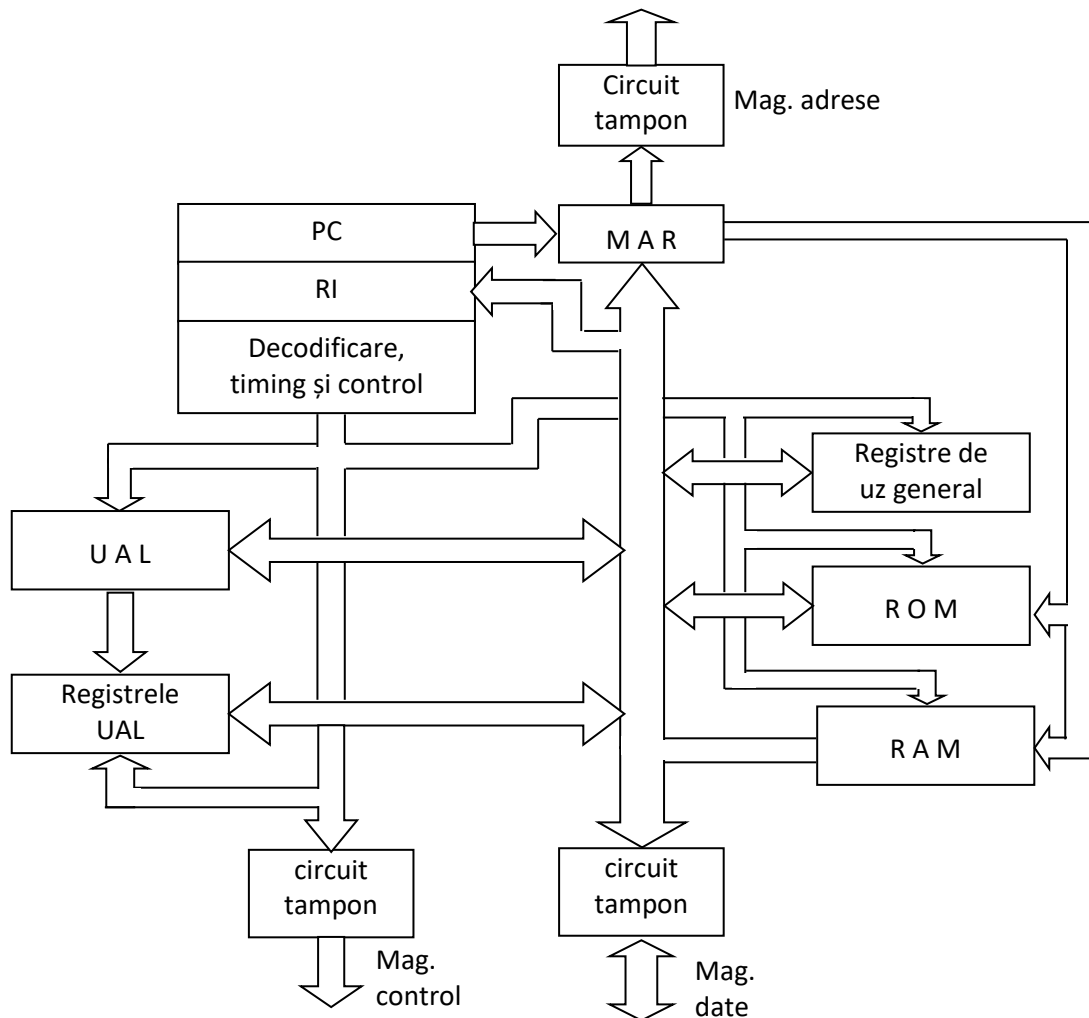 Circuit
tampon
Mag. adrese
PC
M A R
RI
Decodificare,
timing și control
Registre de
uz general
U A L
R O M
Registrele
UAL
R A M
circuit
tampon
circuit
tampon
Mag.
control
Mag.
date